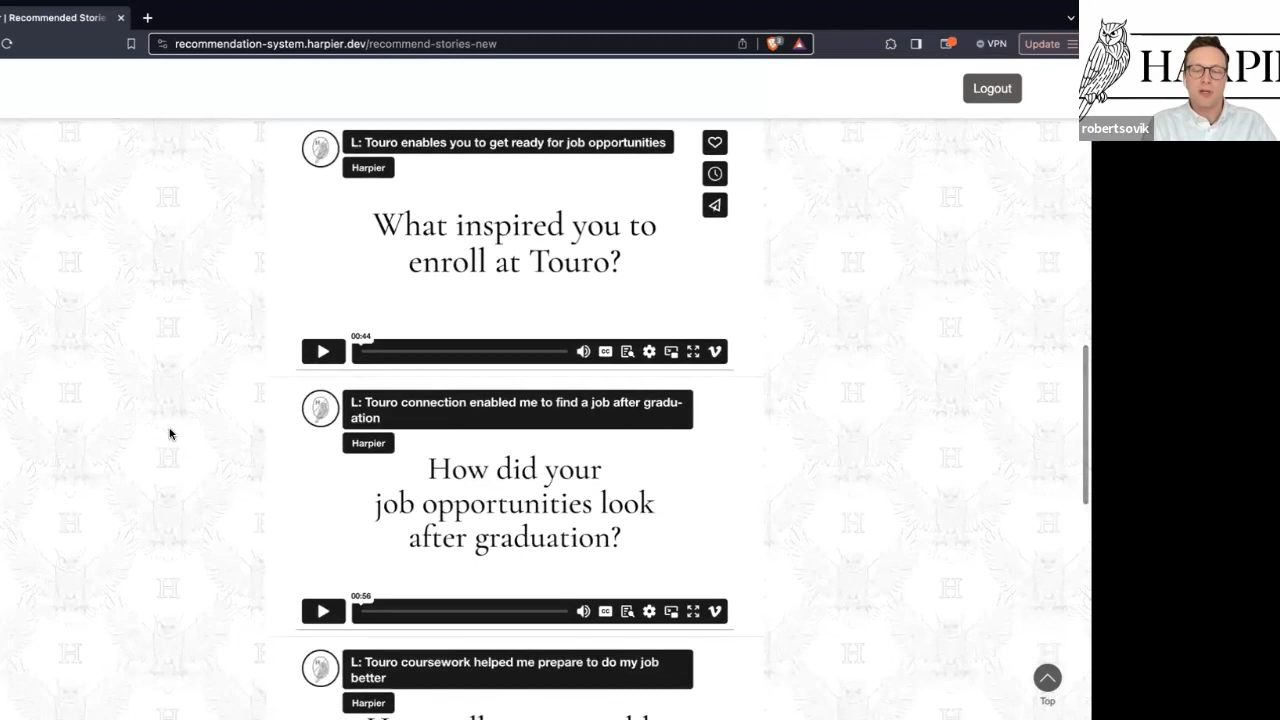 r | Recommended Storie
recommendation-system.harpier.dev/recommend-stories-new
VPN
Update
HARPI
robertsovik
Logout
L: Touro enables you to get ready for job opportunities
Harpier
What inspired you to
enroll at Touro?
00:44
CC
L: Touro connection enabled me to find a job after gradu-
ation
Harpier
How did your
job opportunities look
after graduation?
00:56
CC
L: Touro coursework helped me prepare to do my job
better
Harpier
Top